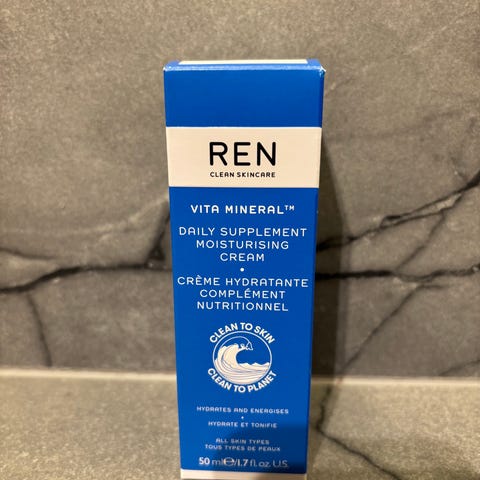 REN
CLEAN SKINCARE
VITA MINERAL™
DAILY SUPPLEMENT
MOISTURISING
CREAM
•
CRÈME HYDRATANTE
COMPLÉMENT
NUTRITIONNEL
CLEAN TO SKIN
CLEAN TO PLANET
HYDRATES AND ENERGISES
•
HYDRATE ET TONIFIE
ALL SKIN TYPES
TOUS TYPES DE PEAUX
50 ml℮/1.7 fl.oz. U.S.